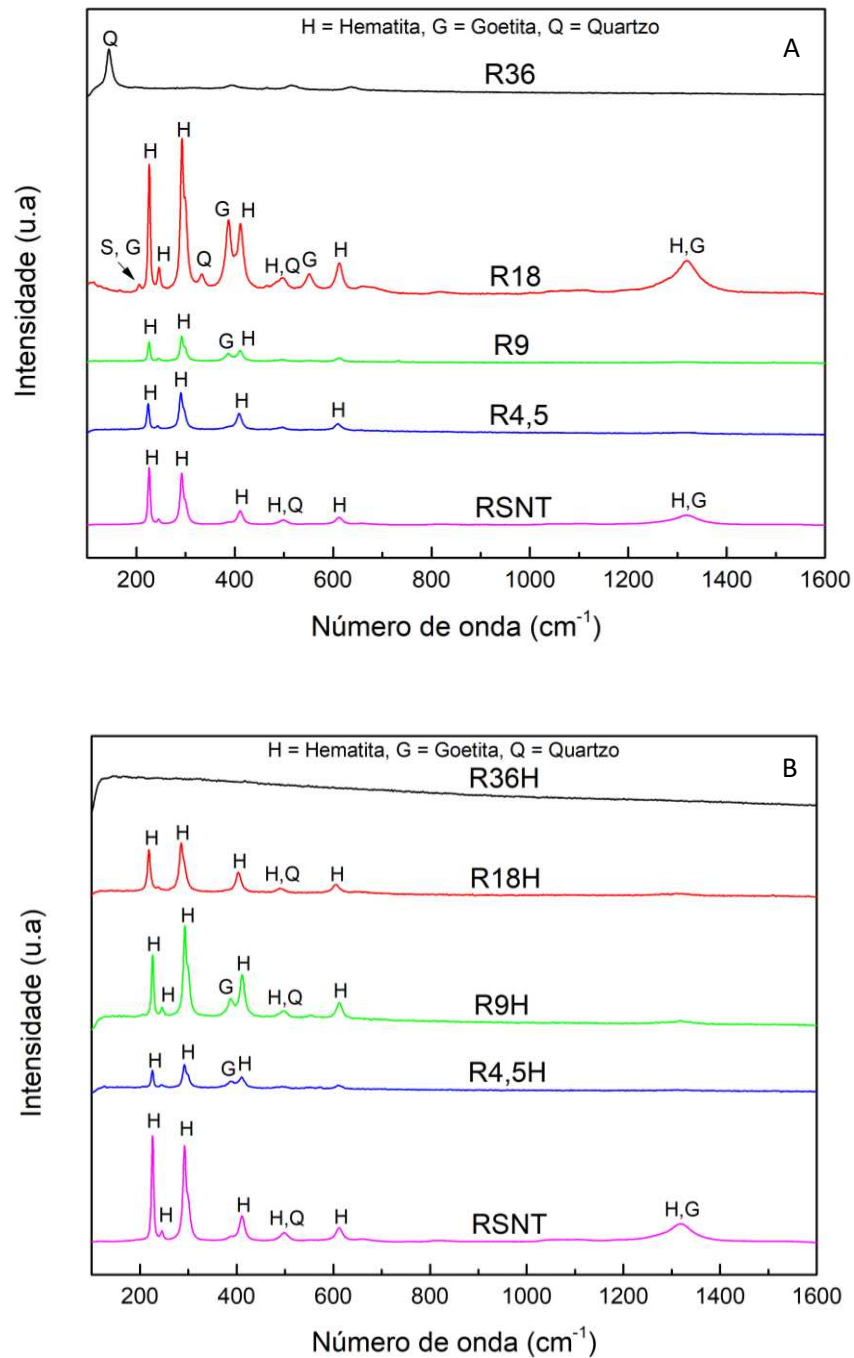 H = Hematita, G = Goetita, Q = Quartzo
A
Q
R36
H
H
G
H
S, G
H
Q
H,Q
G
H
H,G
R18
H
H
G
H
R9
H
H
H
H
R4,5
H
H
H
H,Q
H
H,G
RSNT
Intensidade (u.a)
200 400 600 800 1000 1200 1400 1600
Número de onda (cm⁻¹)
H = Hematita, G = Goetita, Q = Quartzo
B
R36H
H
H
H
H,Q
H
R18H
H
H
H
G
H
H,Q
H
R9H
H
H
G
H
R4,5H
H
H
H
H
H,Q
H
H,G
RSNT
Intensidade (u.a)
200 400 600 800 1000 1200 1400 1600
Número de onda (cm⁻¹)